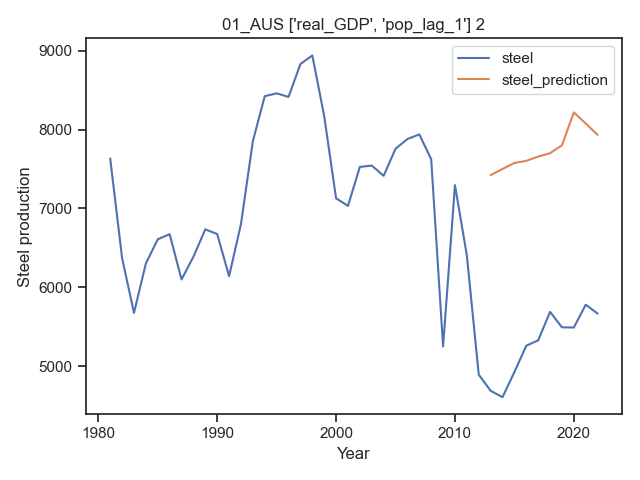 01_AUS ['real_GDP', 'pop_lag_1'] 2
steel
steel_prediction
9000
8000
7000
6000
5000
Steel production
1980
1990
2000
2010
2020
Year